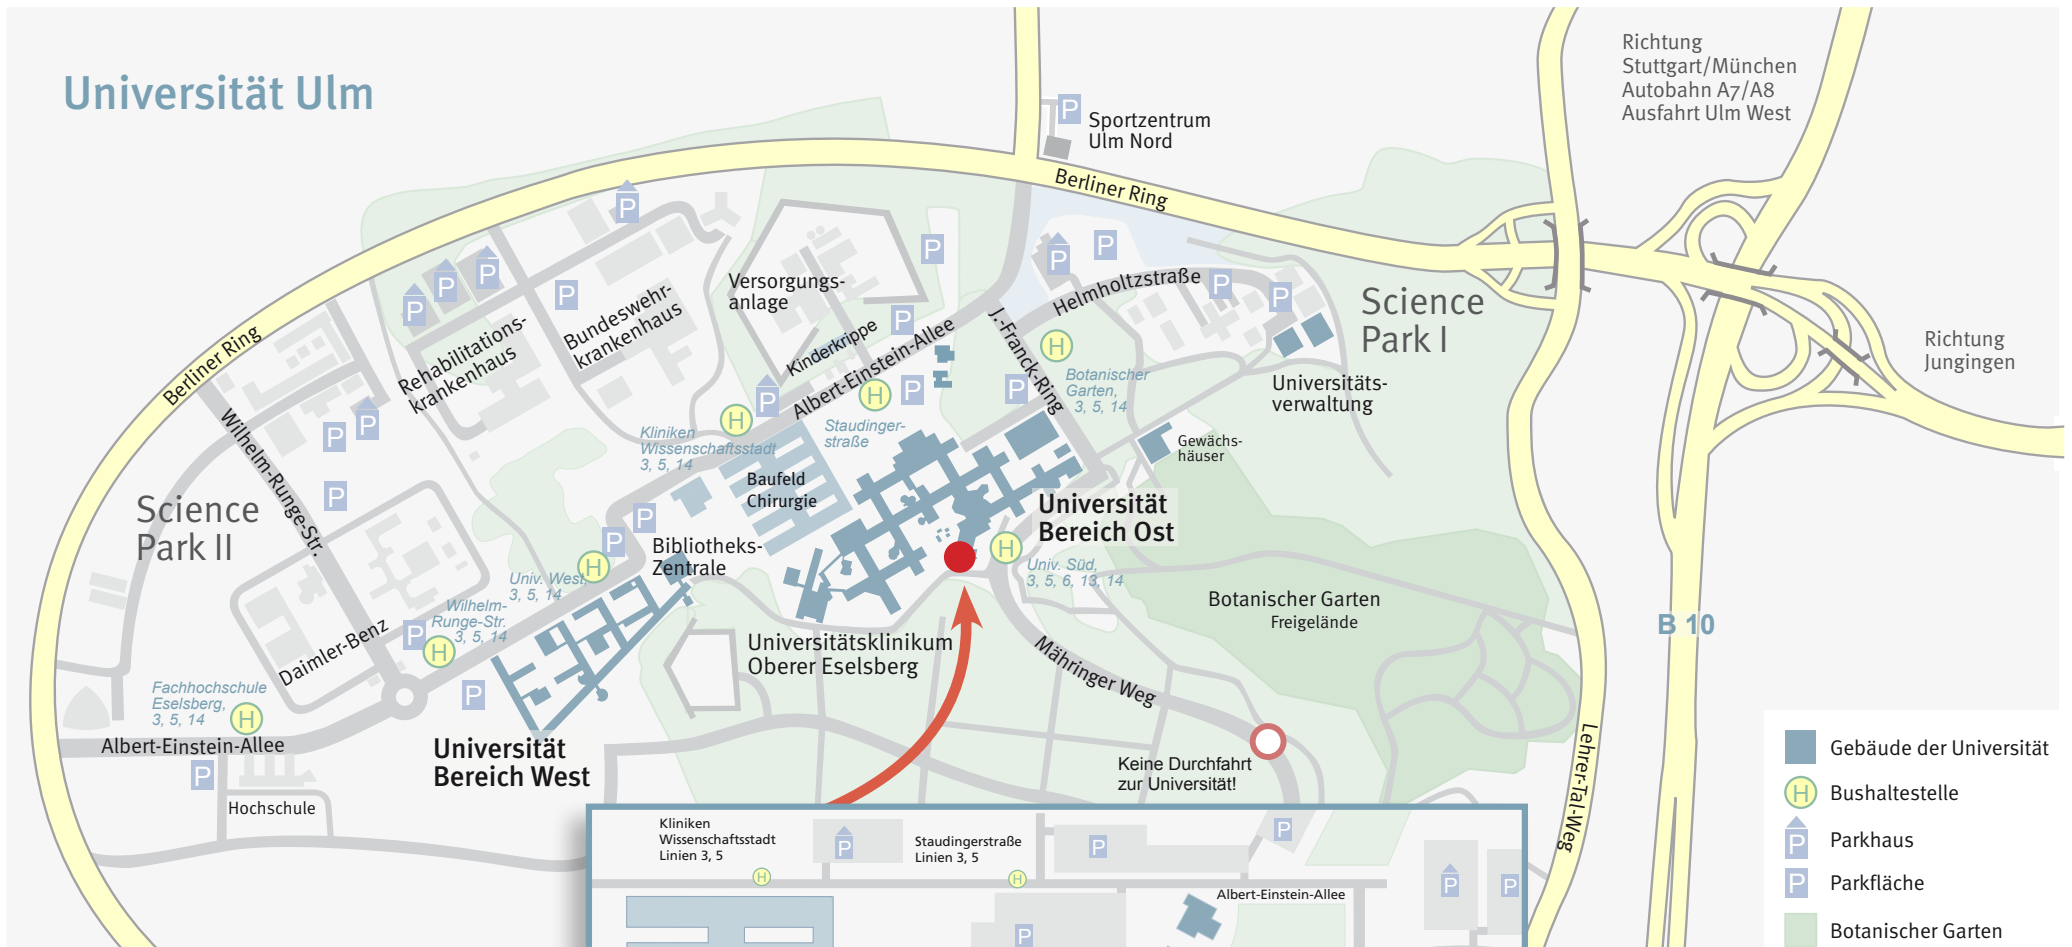 Universität Ulm
Richtung
Stuttgart/München
Autobahn A7/A8
Ausfahrt Ulm West
P
Sportzentrum
Ulm Nord
Berliner Ring
P
P
P
P
P
P
P
P
Versorgungs-
anlage
P
P
Helmholtzstraße
P
P
Science
Park I
Richtung
Jungingen
Bundeswehr-
krankenhaus
Rehabilitations-
krankenhaus
Berliner Ring
Kinderkrippe
P
Albert-Einstein-Allee
J.-Franck-Ring
H
Botanischer
Garten,
3, 5, 14
Universitäts-
verwaltung
P
H
P
P
H
Staudinger-
straße
Kliniken
Wissenschaftsstadt
3, 5, 14
P
P
P
Wilhelm-Runge-Str.
Gewächs-
häuser
Baufeld
Chirurgie
Science
Park II
Universität
Bereich Ost
P
P
Bibliotheks-
Zentrale
H
Univ. Süd,
3, 5, 6, 13, 14
H
Univ. West,
3, 5, 14
Wilhelm-
Runge-Str.
3, 5, 14
P
H
Daimler-Benz
Botanischer Garten
Freigelände
B 10
Universitätsklinikum
Oberer Eselsberg
Mähringer Weg
Fachhochschule
Eselsberg,
3, 5, 14
H
P
Albert-Einstein-Allee
P
Hochschule
Universität
Bereich West
Keine Durchfahrt
zur Universität!
Lehrer-Tal-Weg
Gebäude der Universität
H Bushaltestelle
P Parkhaus
P Parkfläche
Botanischer Garten
Kliniken
Wissenschaftsstadt
Linien 3, 5
H
P
Staudingerstraße
Linien 3, 5
H
P
P
Albert-Einstein-Allee
P
P
P